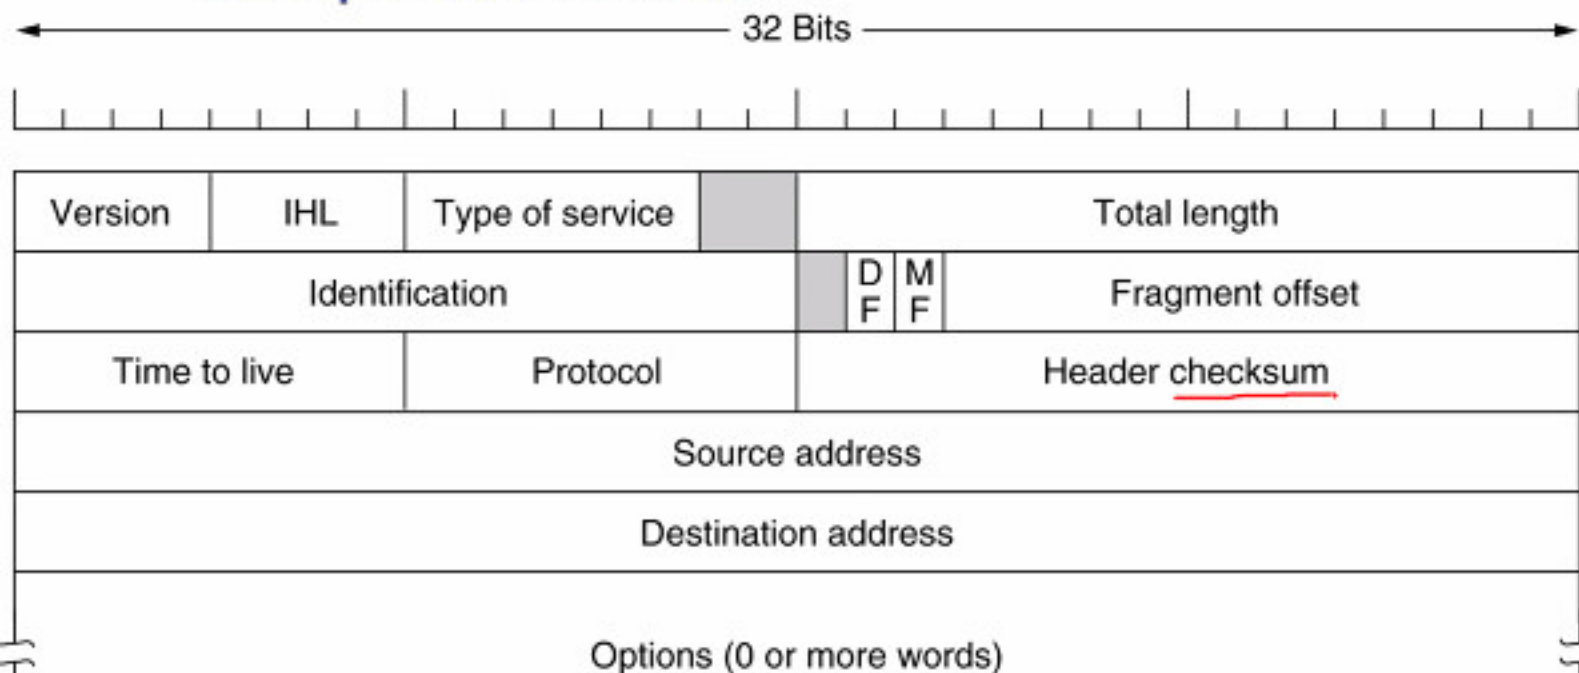 32 Bits
Version IHL Type of service Total length
Identification D F M F Fragment offset
Time to live Protocol Header checksum
Source address
Destination address
Options (0 or more words)